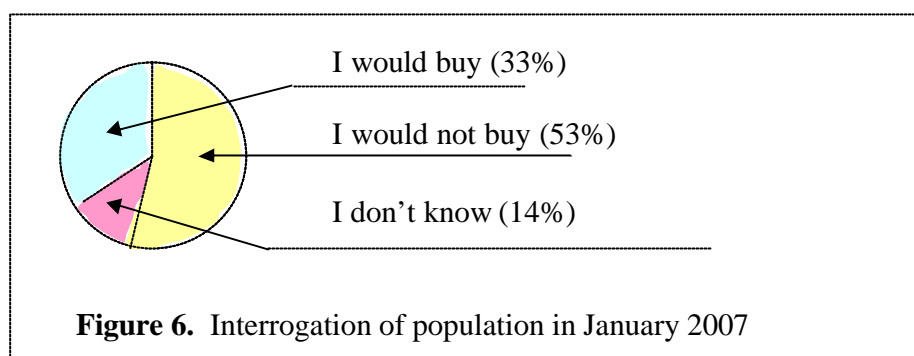 I would buy (33%)
I would not buy (53%)
I don't know (14%)
Figure 6. Interrogation of population in January 2007